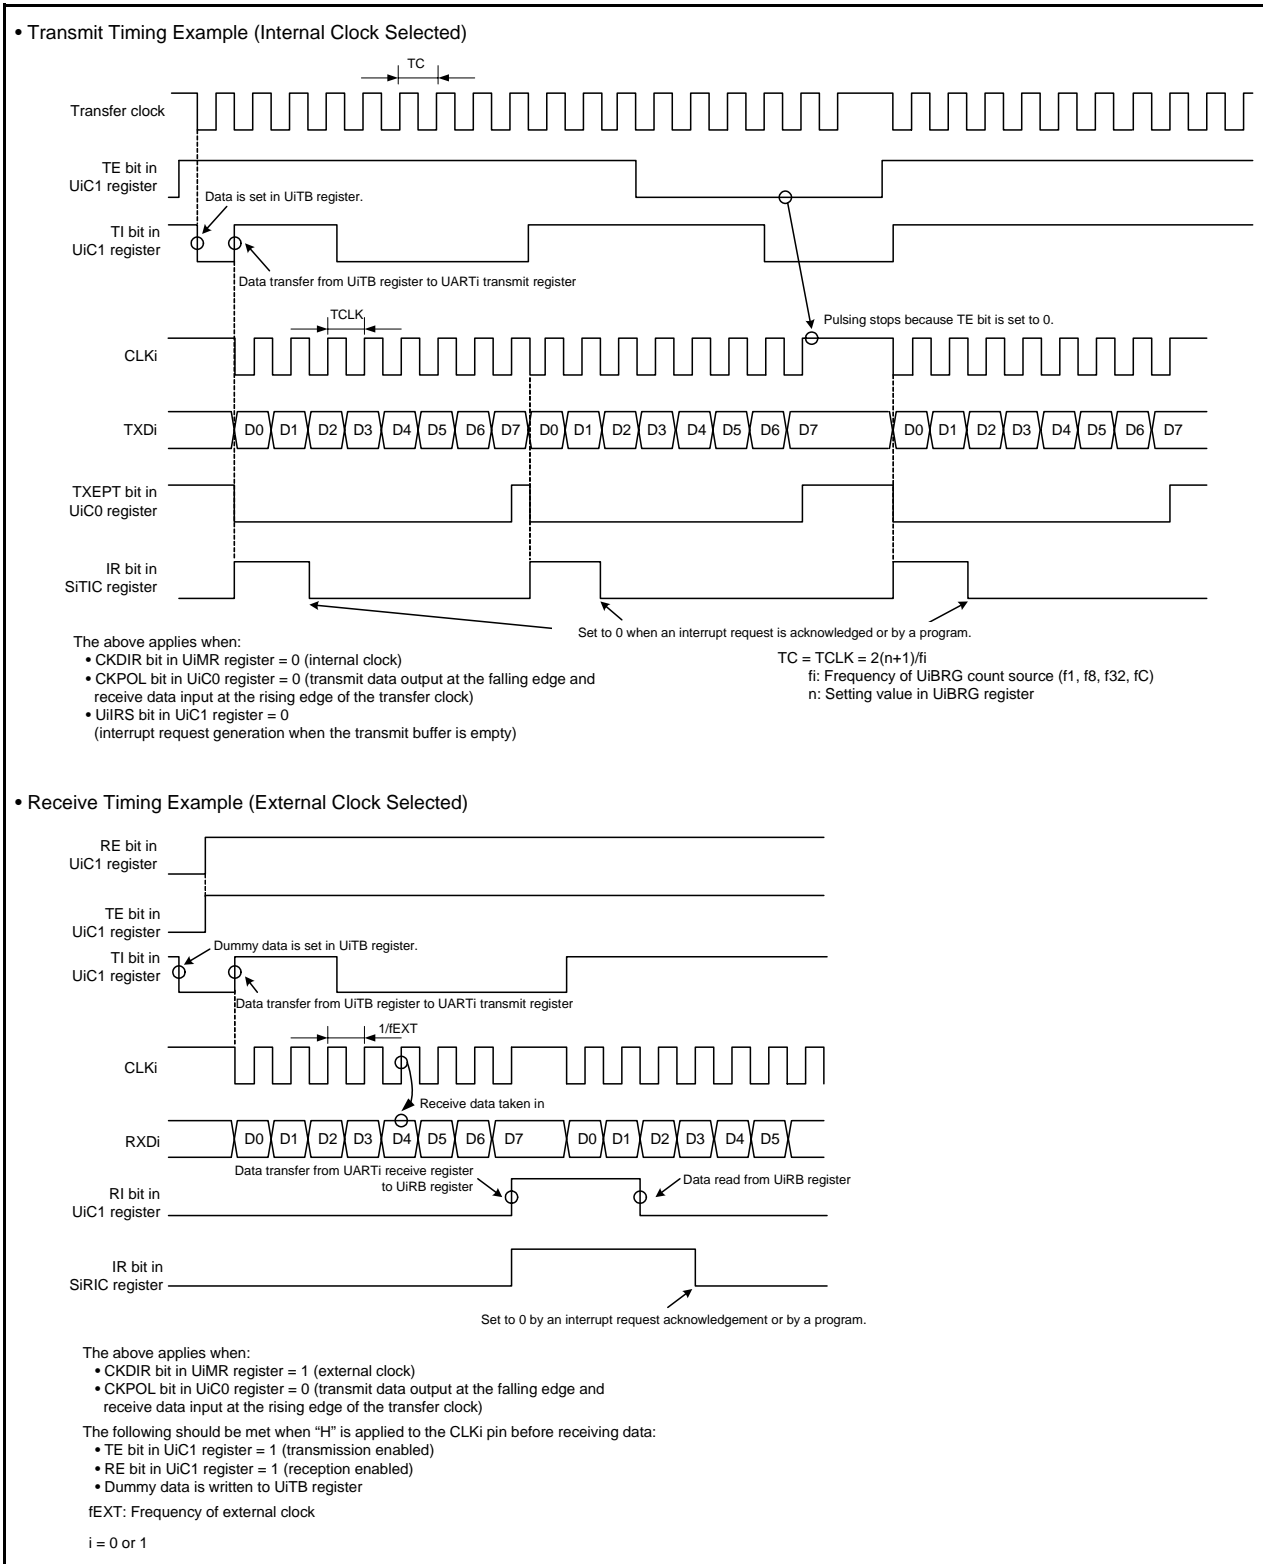 • Transmit Timing Example (Internal Clock Selected)
TC
Transfer clock
TE bit in
UiC1 register
Data is set in UiTB register.
TI bit in
UiC1 register
Data transfer from UiTB register to UARTi transmit register
TCLK
Pulsing stops because TE bit is set to 0.
CLKi
TXDi
D0 D1 D2 D3 D4 D5 D6 D7 D0 D1 D2 D3 D4 D5 D6 D7 D0 D1 D2 D3 D4 D5 D6 D7
TXEPT bit in
UiC0 register
IR bit in
SiTIC register
Set to 0 when an interrupt request is acknowledged or by a program.
The above applies when:
• CKDIR bit in UiMR register = 0 (internal clock)
• CKPOL bit in UiC0 register = 0 (transmit data output at the falling edge and
receive data input at the rising edge of the transfer clock)
• UiIRS bit in UiC1 register = 0
(interrupt request generation when the transmit buffer is empty)
TC = TCLK = 2(n+1)/fi
fi: Frequency of UiBRG count source (f1, f8, f32, fC)
n: Setting value in UiBRG register
• Receive Timing Example (External Clock Selected)
RE bit in
UiC1 register
TE bit in
UiC1 register
Dummy data is set in UiTB register.
TI bit in
UiC1 register
Data transfer from UiTB register to UARTi transmit register
1/fEXT
CLKi
Receive data taken in
RXDi
D0 D1 D2 D3 D4 D5 D6 D7 D0 D1 D2 D3 D4 D5
Data transfer from UARTi receive register
to UiRB register
Data read from UiRB register
RI bit in
UiC1 register
IR bit in
SiRIC register
Set to 0 by an interrupt request acknowledgement or by a program.
The above applies when:
• CKDIR bit in UiMR register = 1 (external clock)
• CKPOL bit in UiC0 register = 0 (transmit data output at the falling edge and
receive data input at the rising edge of the transfer clock)
The following should be met when “H” is applied to the CLKi pin before receiving data:
• TE bit in UiC1 register = 1 (transmission enabled)
• RE bit in UiC1 register = 1 (reception enabled)
• Dummy data is written to UiTB register
fEXT: Frequency of external clock
i = 0 or 1